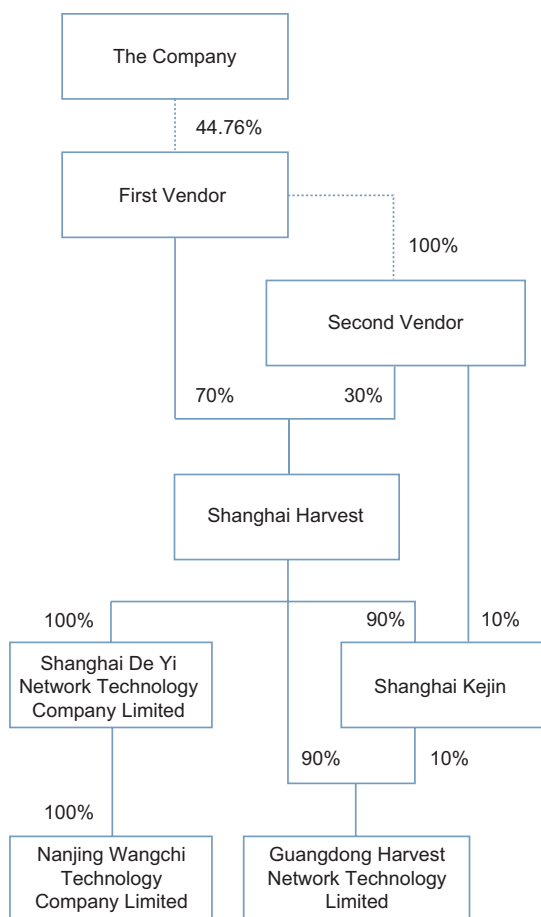 The Company
44.76%
First Vendor
100%
Second Vendor
70%
30%
Shanghai Harvest
100%
90%
10%
Shanghai De Yi
Network Technology
Company Limited
Shanghai Kejin
90%
10%
100%
Nanjing Wangchi
Technology
Company Limited
Guangdong Harvest
Network Technology
Limited